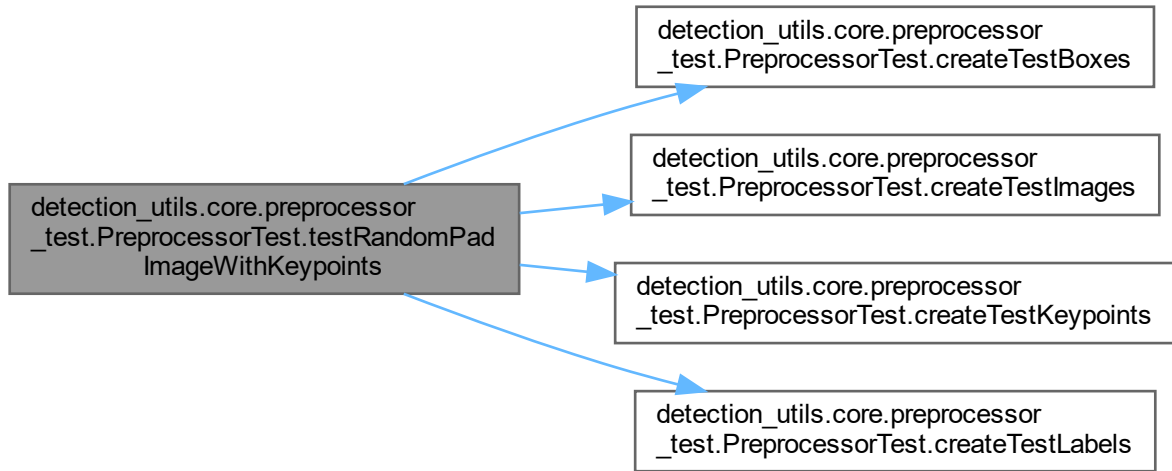 detection_utils.core.preprocessor
_test.PreprocessorTest.createTestBoxes
detection_utils.core.preprocessor
_test.PreprocessorTest.createTestImages
detection_utils.core.preprocessor
_test.PreprocessorTest.testRandomPad
ImageWithKeypoints
detection_utils.core.preprocessor
_test.PreprocessorTest.createTestKeypoints
detection_utils.core.preprocessor
_test.PreprocessorTest.createTestLabels